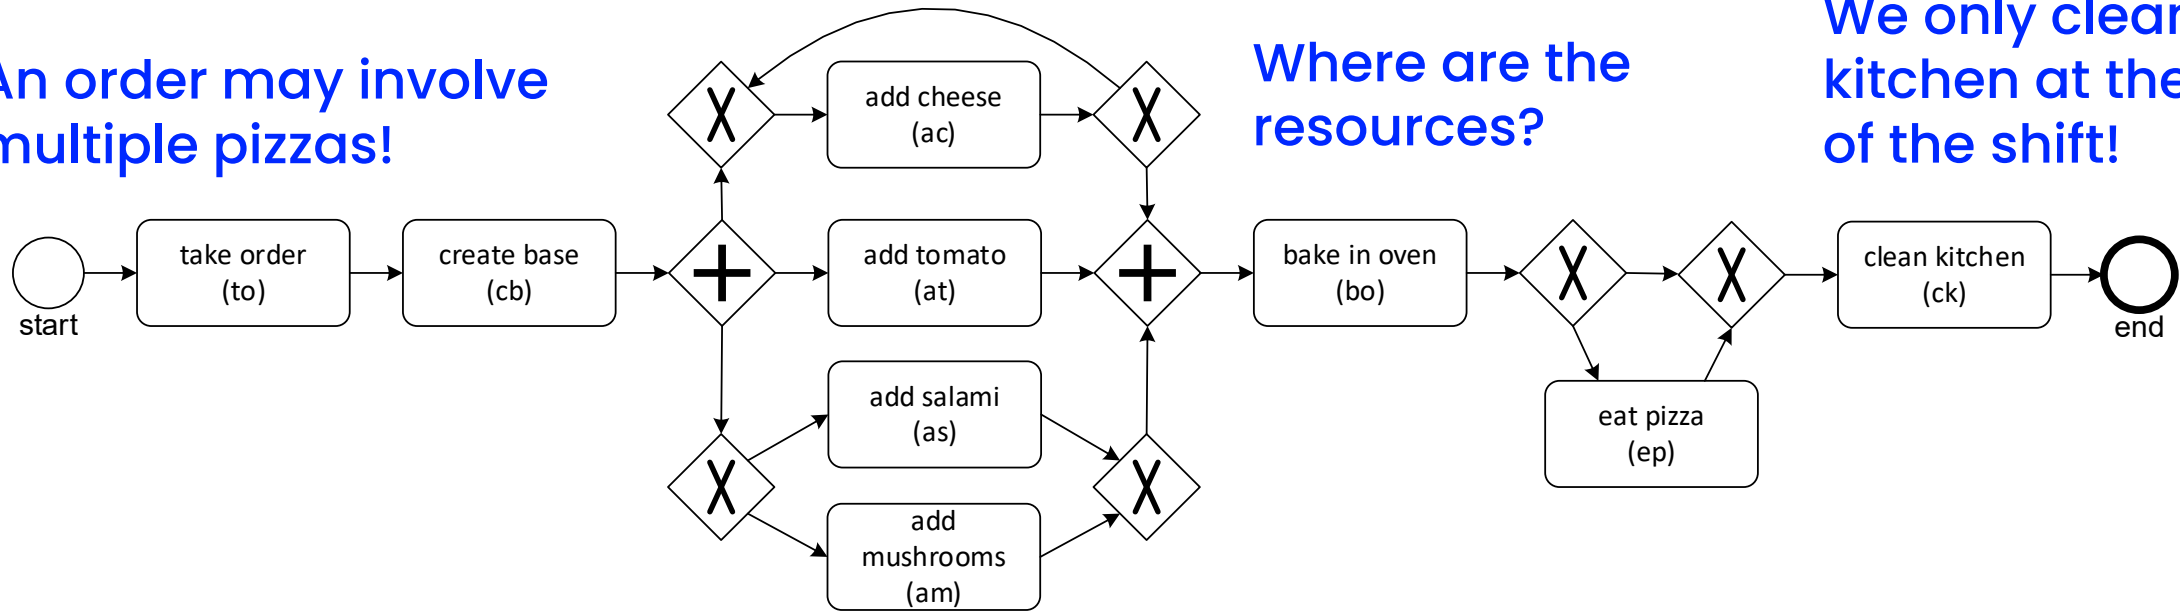 An order may involve
multiple pizzas!
Where are the
resources?
We only clean
kitchen at the
of the shift!
add cheese
(ac)
take order
(to)
create base
(cb)
add tomato
(at)
bake in oven
(bo)
clean kitchen
(ck)
start
end
add salami
(as)
eat pizza
(ep)
add
mushrooms
(am)